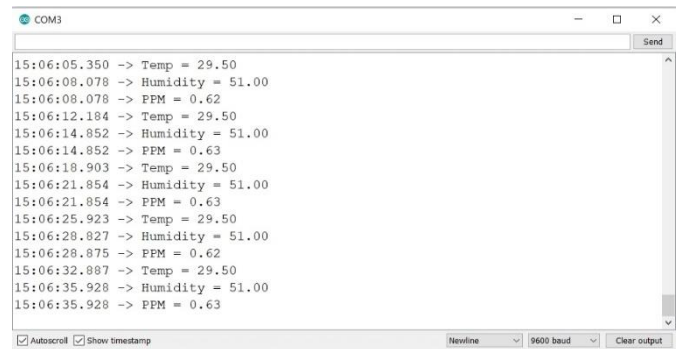 COM3
Send
15:06:05.350 -> Temp = 29.50
15:06:08.078 -> Humidity = 51.00
15:06:08.078 -> PPM = 0.62
15:06:12.184 -> Temp = 29.50
15:06:14.852 -> Humidity = 51.00
15:06:14.852 -> PPM = 0.63
15:06:18.903 -> Temp = 29.50
15:06:21.854 -> Humidity = 51.00
15:06:21.854 -> PPM = 0.63
15:06:25.923 -> Temp = 29.50
15:06:28.827 -> Humidity = 51.00
15:06:28.875 -> PPM = 0.62
15:06:32.887 -> Temp = 29.50
15:06:35.928 -> Humidity = 51.00
15:06:35.928 -> PPM = 0.63
Autoscroll Show timestamp Newline 9600 baud Clear output